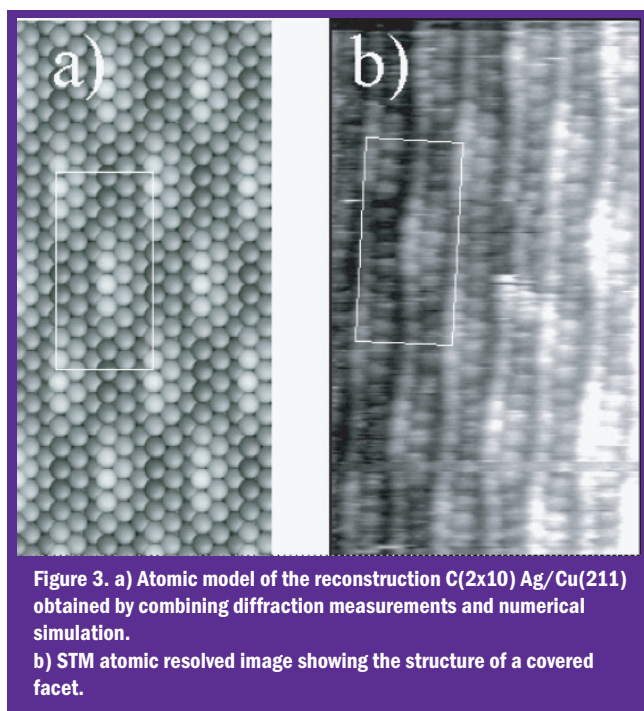 a)
b)
Figure 3. a) Atomic model of the reconstruction C(2x10) Ag/Cu(211)
obtained by combining diffraction measurements and numerical
simulation.
b) STM atomic resolved image showing the structure of a covered
facet.